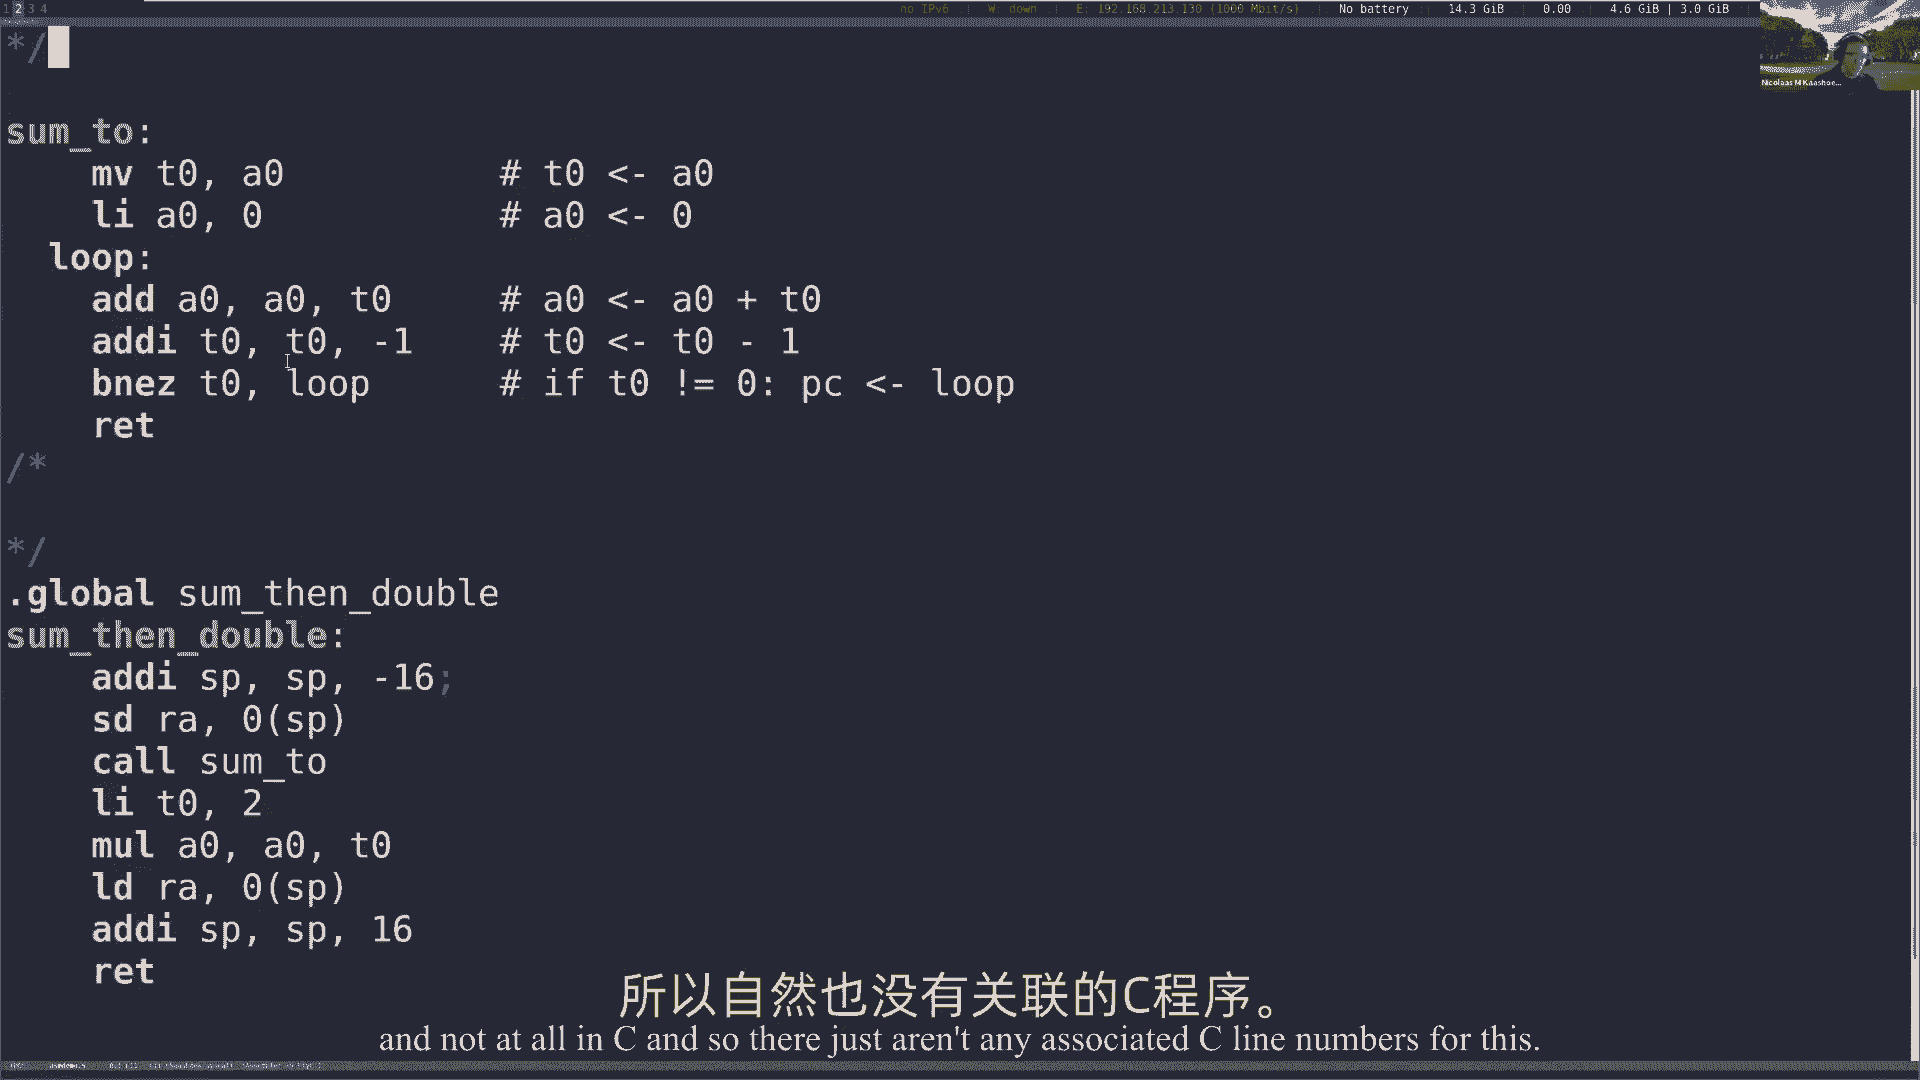 1 2 3 4
no IPv6 W: down E: 192.168.213.130 (1000 Mbit/s) No battery 14.3 GiB 0.00 4.6 GiB | 3.0 GiB
Nicolaas M Kaashoe...
*/
sum_to:
mv t0, a0 # t0 <- a0
li a0, 0 # a0 <- 0
loop:
add a0, a0, t0 # a0 <- a0 + t0
addi t0, t0, -1 # t0 <- t0 - 1
bnez t0, loop # if t0 != 0: pc <- loop
ret
/*
*/
.global sum_then_double
sum_then_double:
addi sp, sp, -16;
sd ra, 0(sp)
call sum_to
li t0, 2
mul a0, a0, t0
ld ra, 0(sp)
addi sp, sp, 16
ret
所以自然也没有关联的C程序。
and not at all in C and so there just aren't any associated C line numbers for this.